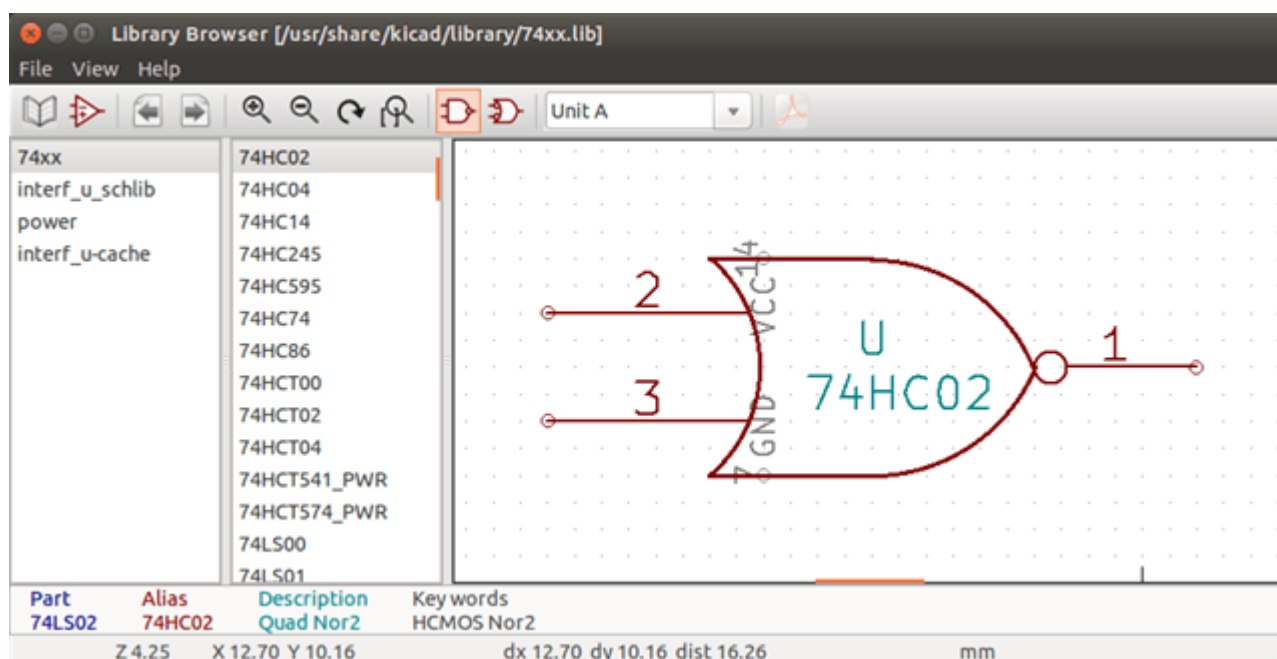 Library Browser [/usr/share/kicad/library/74xx.lib]
File View Help
Unit A
74xx
interf_u_schlib
power
interf_u-cache
74HC02
74HC04
74HC14
74HC245
74HC595
74HC74
74HC86
74HCT00
74HCT02
74HCT04
74HCT541_PWR
74HCT574_PWR
74LS00
74LS01
14
VCC
2
3
GND
7
U
74HC02
1
Part Alias Description Key words
74LS02 74HC02 Quad Nor2 HCMOS Nor2
Z 4.25 X 12.70 Y 10.16 dx 12.70 dy 10.16 dist 16.26 mm